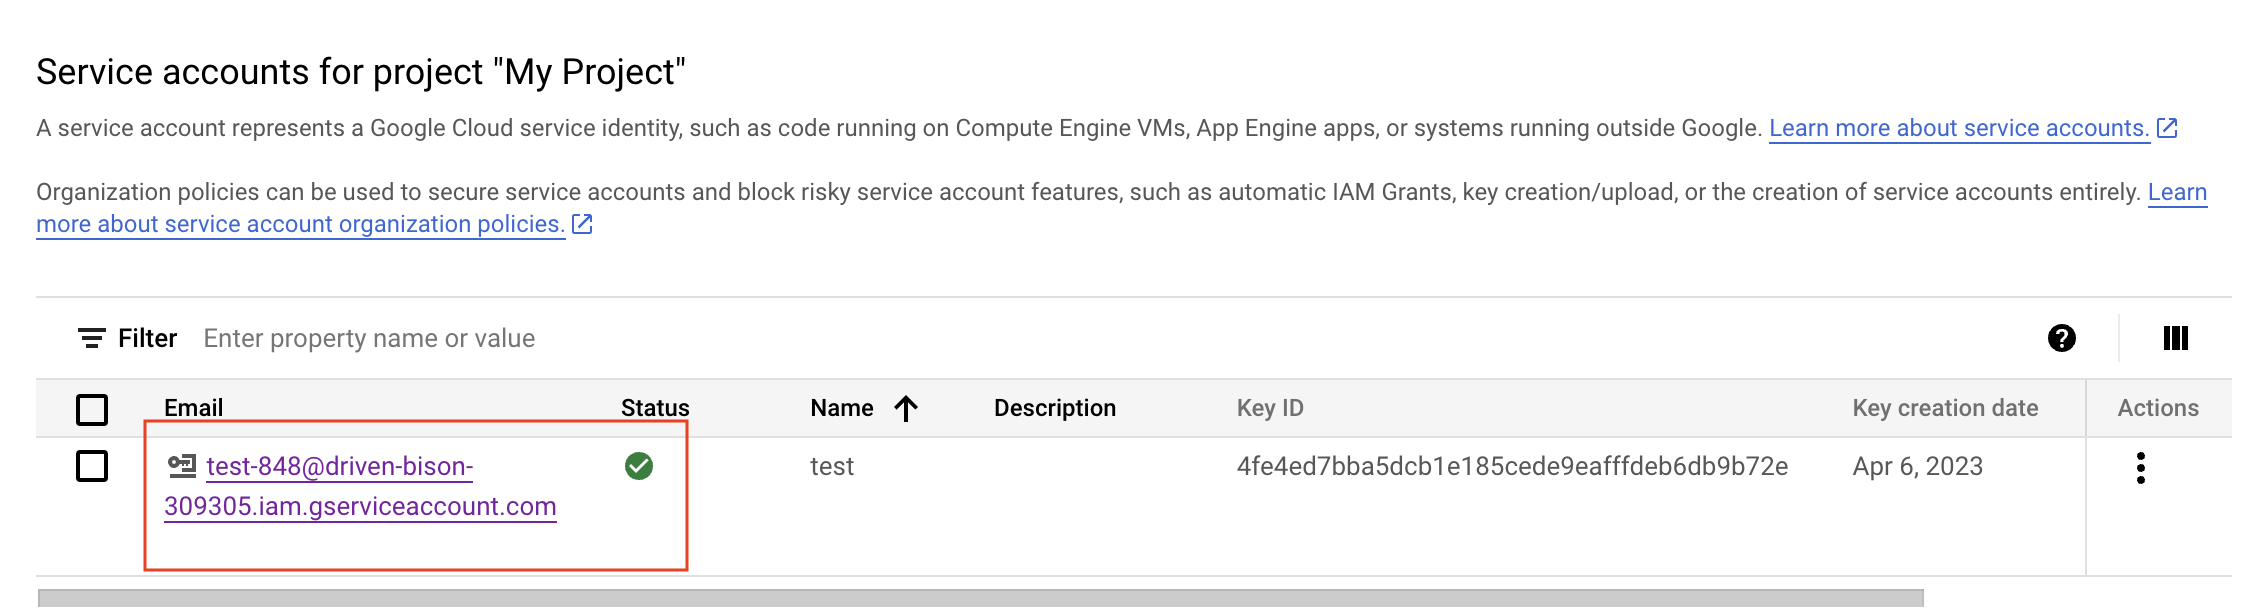 Service accounts for project "My Project"
A service account represents a Google Cloud service identity, such as code running on Compute Engine VMs, App Engine apps, or systems running outside Google. Learn more about service accounts.
Organization policies can be used to secure service accounts and block risky service account features, such as automatic IAM Grants, key creation/upload, or the creation of service accounts entirely. Learn
more about service account organization policies.
Filter Enter property name or value
Email Status Name Description Key ID Key creation date Actions
test-848@driven-bison- test 4fe4ed7bba5dcb1e185cede9eafffdeb6db9b72e Apr 6, 2023
309305.iam.gserviceaccount.com